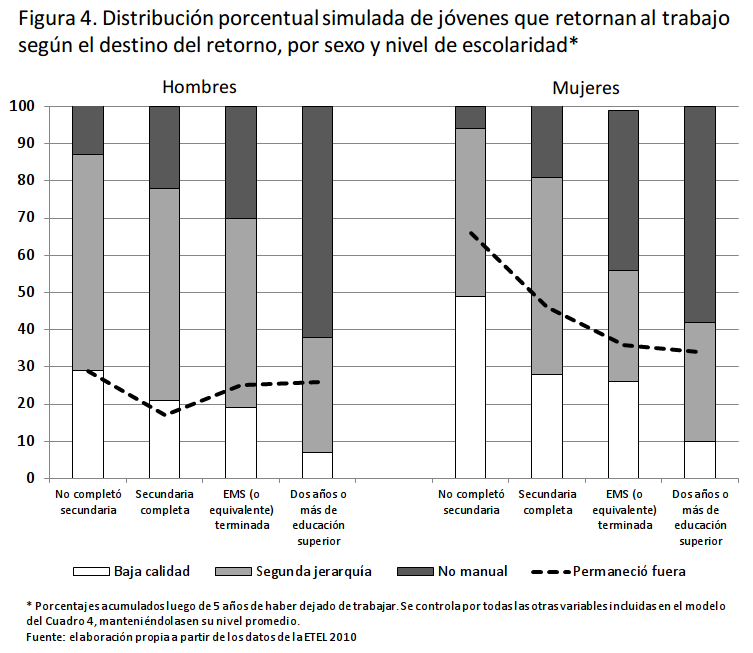 Figura 4. Distribución porcentual simulada de jóvenes que retornan al trabajo
según el destino del retorno, por sexo y nivel de escolaridad*
Hombres
Mujeres
100
90
80
70
60
50
40
30
20
10
0
No completó
secundaria
Secundaria
completa
EMS (o
equivalente)
terminada
Dos años o
más de
educación
superior
No completó
secundaria
Secundaria
completa
EMS (o
equivalente)
terminada
Dos años o
más de
educación
superior
Baja calidad
Segunda jerarquía
No manual
Permaneció fuera
* Porcentajes acumulados luego de 5 años de haber dejado de trabajar. Se controla por todas las otras variables incluidas en el modelo
del Cuadro 4, manteniéndolas en su nivel promedio.
Fuente: elaboración propia a partir de los datos de la ETEL 2010